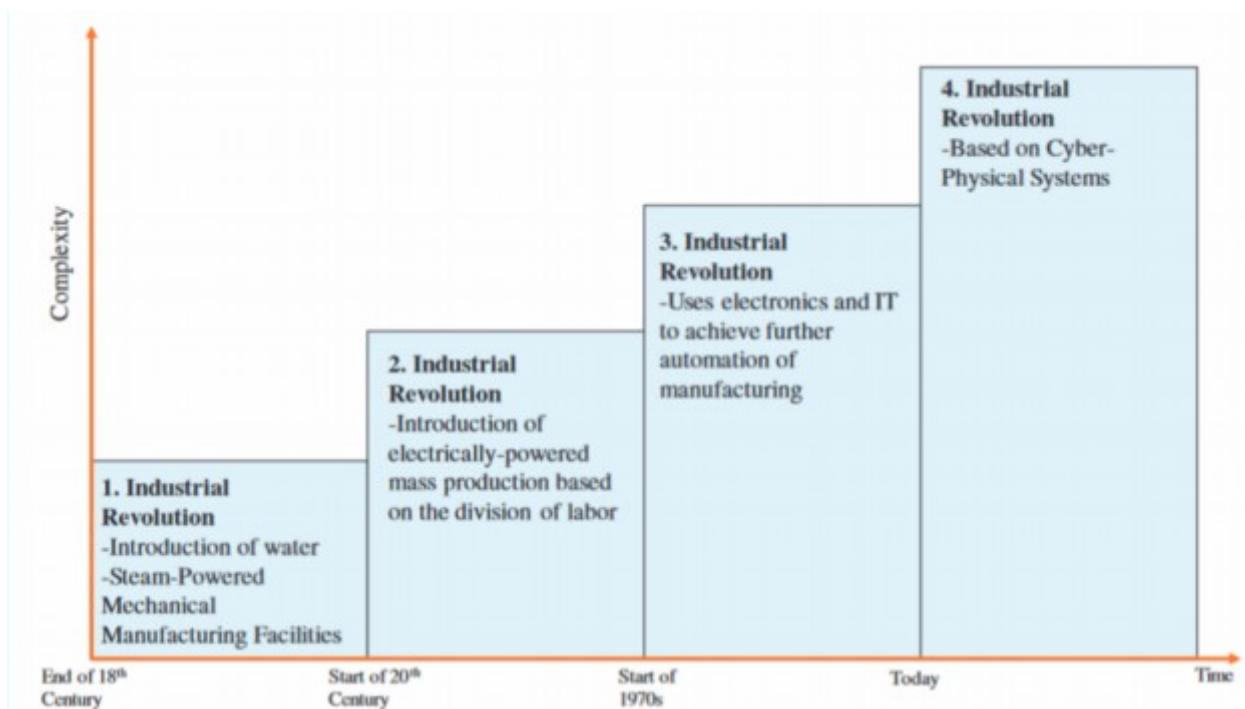 Complexity
1. Industrial
Revolution
-Introduction of water
-Steam-Powered
Mechanical
Manufacturing Facilities
2. Industrial
Revolution
-Introduction of
electrically-powered
mass production based
on the division of labor
3. Industrial
Revolution
-Uses electronics and IT
to achieve further
automation of
manufacturing
4. Industrial
Revolution
-Based on Cyber-
Physical Systems
End of 18th
Century
Start of 20th
Century
Start of
1970s
Today
Time